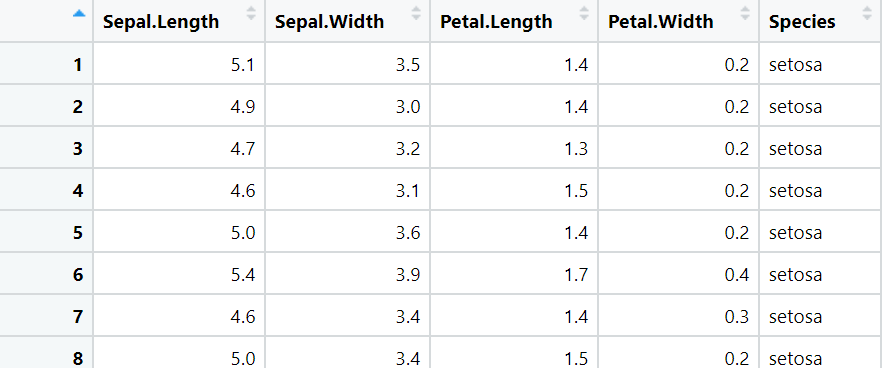 Sepal.Length Sepal.Width Petal.Length Petal.Width Species
1 5.1 3.5 1.4 0.2 setosa
2 4.9 3.0 1.4 0.2 setosa
3 4.7 3.2 1.3 0.2 setosa
4 4.6 3.1 1.5 0.2 setosa
5 5.0 3.6 1.4 0.2 setosa
6 5.4 3.9 1.7 0.4 setosa
7 4.6 3.4 1.4 0.3 setosa
8 5.0 3.4 1.5 0.2 setosa